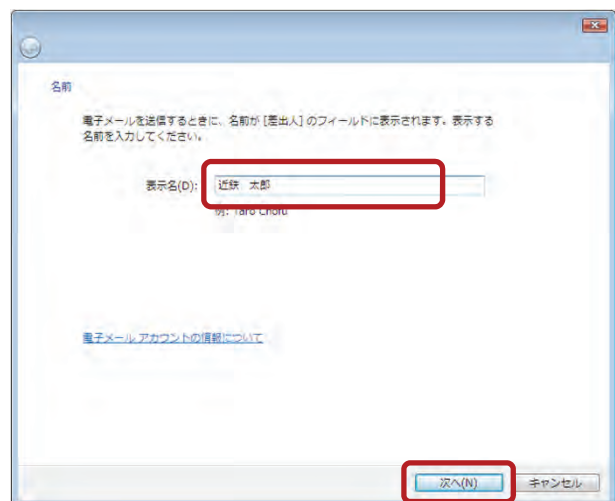 名前
電子メールを送信するときに、名前が [差出人] のフィールドに表示されます。表示する
名前を入力してください。
表示名(D): 近鉄　太郎
例: Taro Chofu
電子メール アカウントの情報について
次へ(N) キャンセル